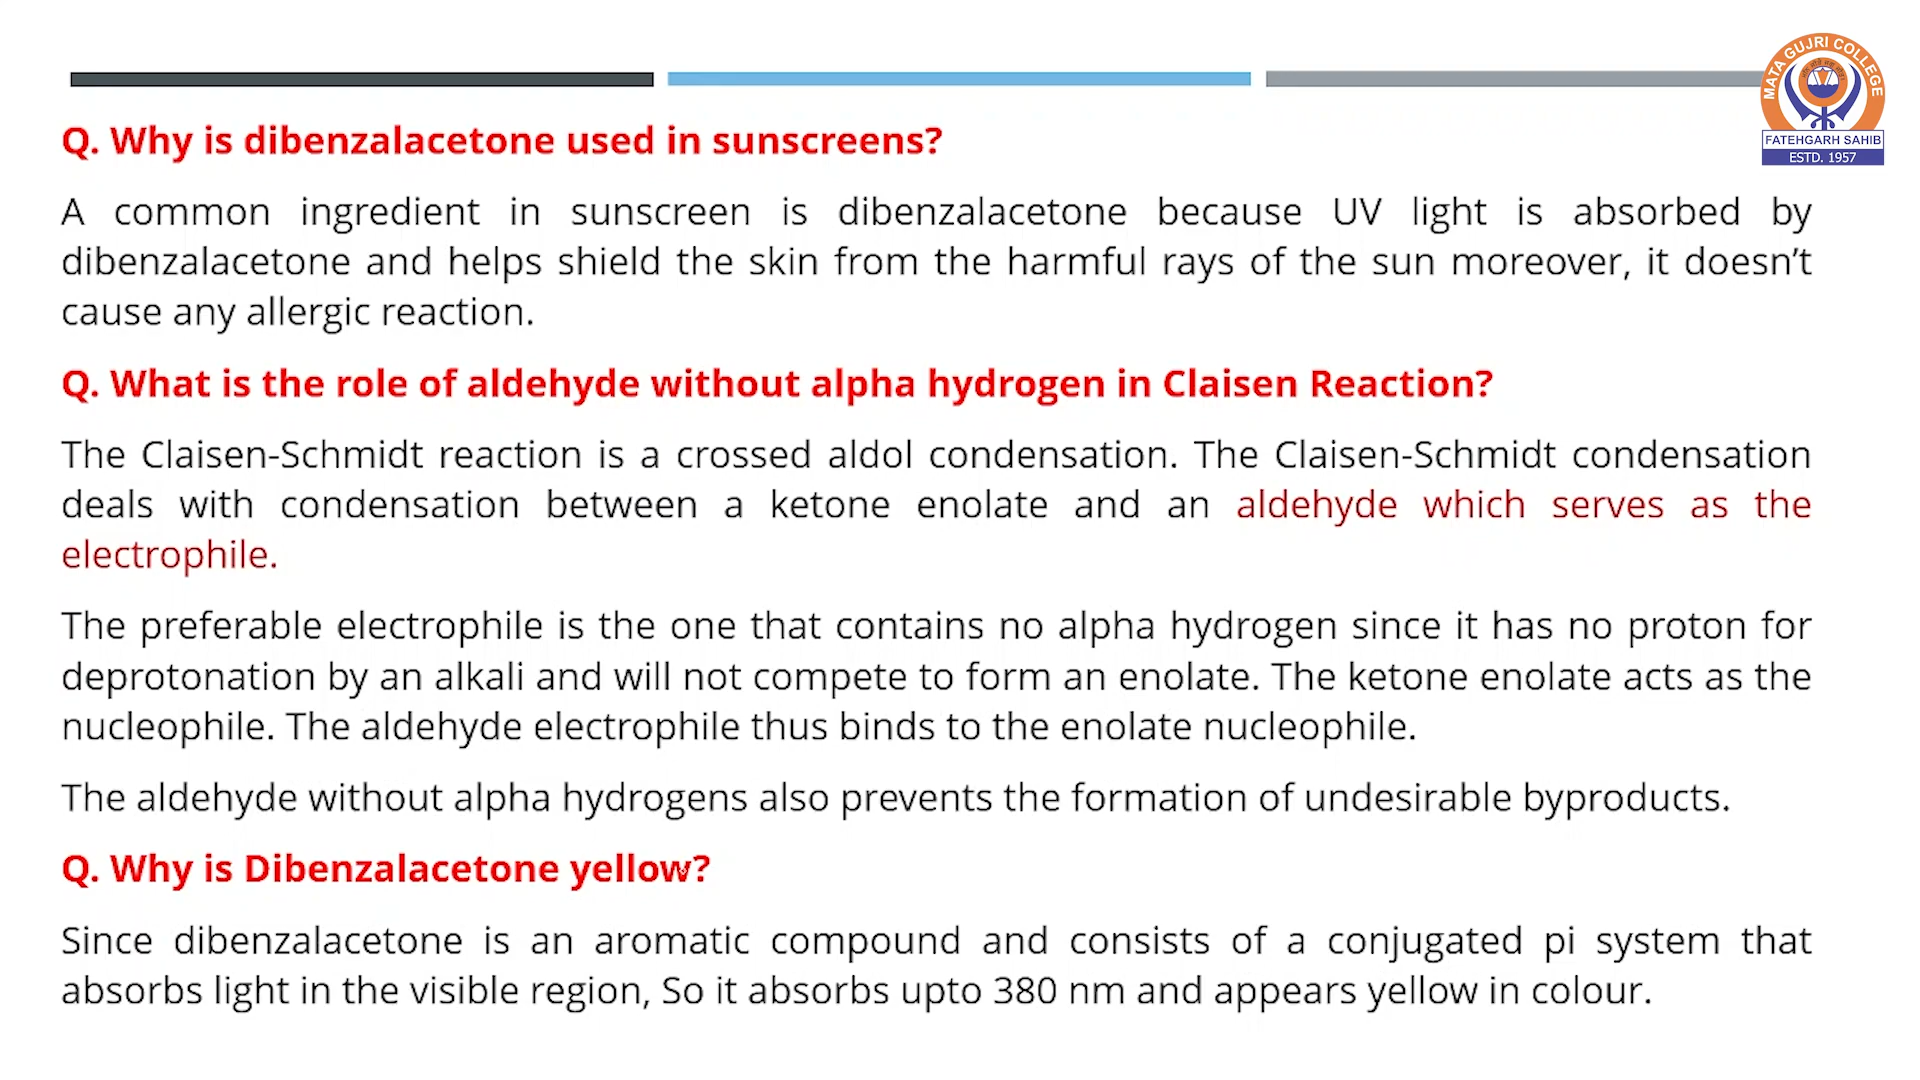 MATA GUJRI COLLEGE
FATEHGARH SAHIB
ESTD. 1957
Q. Why is dibenzalacetone used in sunscreens?
A common ingredient in sunscreen is dibenzalacetone because UV light is absorbed by
dibenzalacetone and helps shield the skin from the harmful rays of the sun moreover, it doesn’t
cause any allergic reaction.
Q. What is the role of aldehyde without alpha hydrogen in Claisen Reaction?
The Claisen-Schmidt reaction is a crossed aldol condensation. The Claisen-Schmidt condensation
deals with condensation between a ketone enolate and an aldehyde which serves as the
electrophile.
The preferable electrophile is the one that contains no alpha hydrogen since it has no proton for
deprotonation by an alkali and will not compete to form an enolate. The ketone enolate acts as the
nucleophile. The aldehyde electrophile thus binds to the enolate nucleophile.
The aldehyde without alpha hydrogens also prevents the formation of undesirable byproducts.
Q. Why is Dibenzalacetone yellow?
Since dibenzalacetone is an aromatic compound and consists of a conjugated pi system that
absorbs light in the visible region, So it absorbs upto 380 nm and appears yellow in colour.